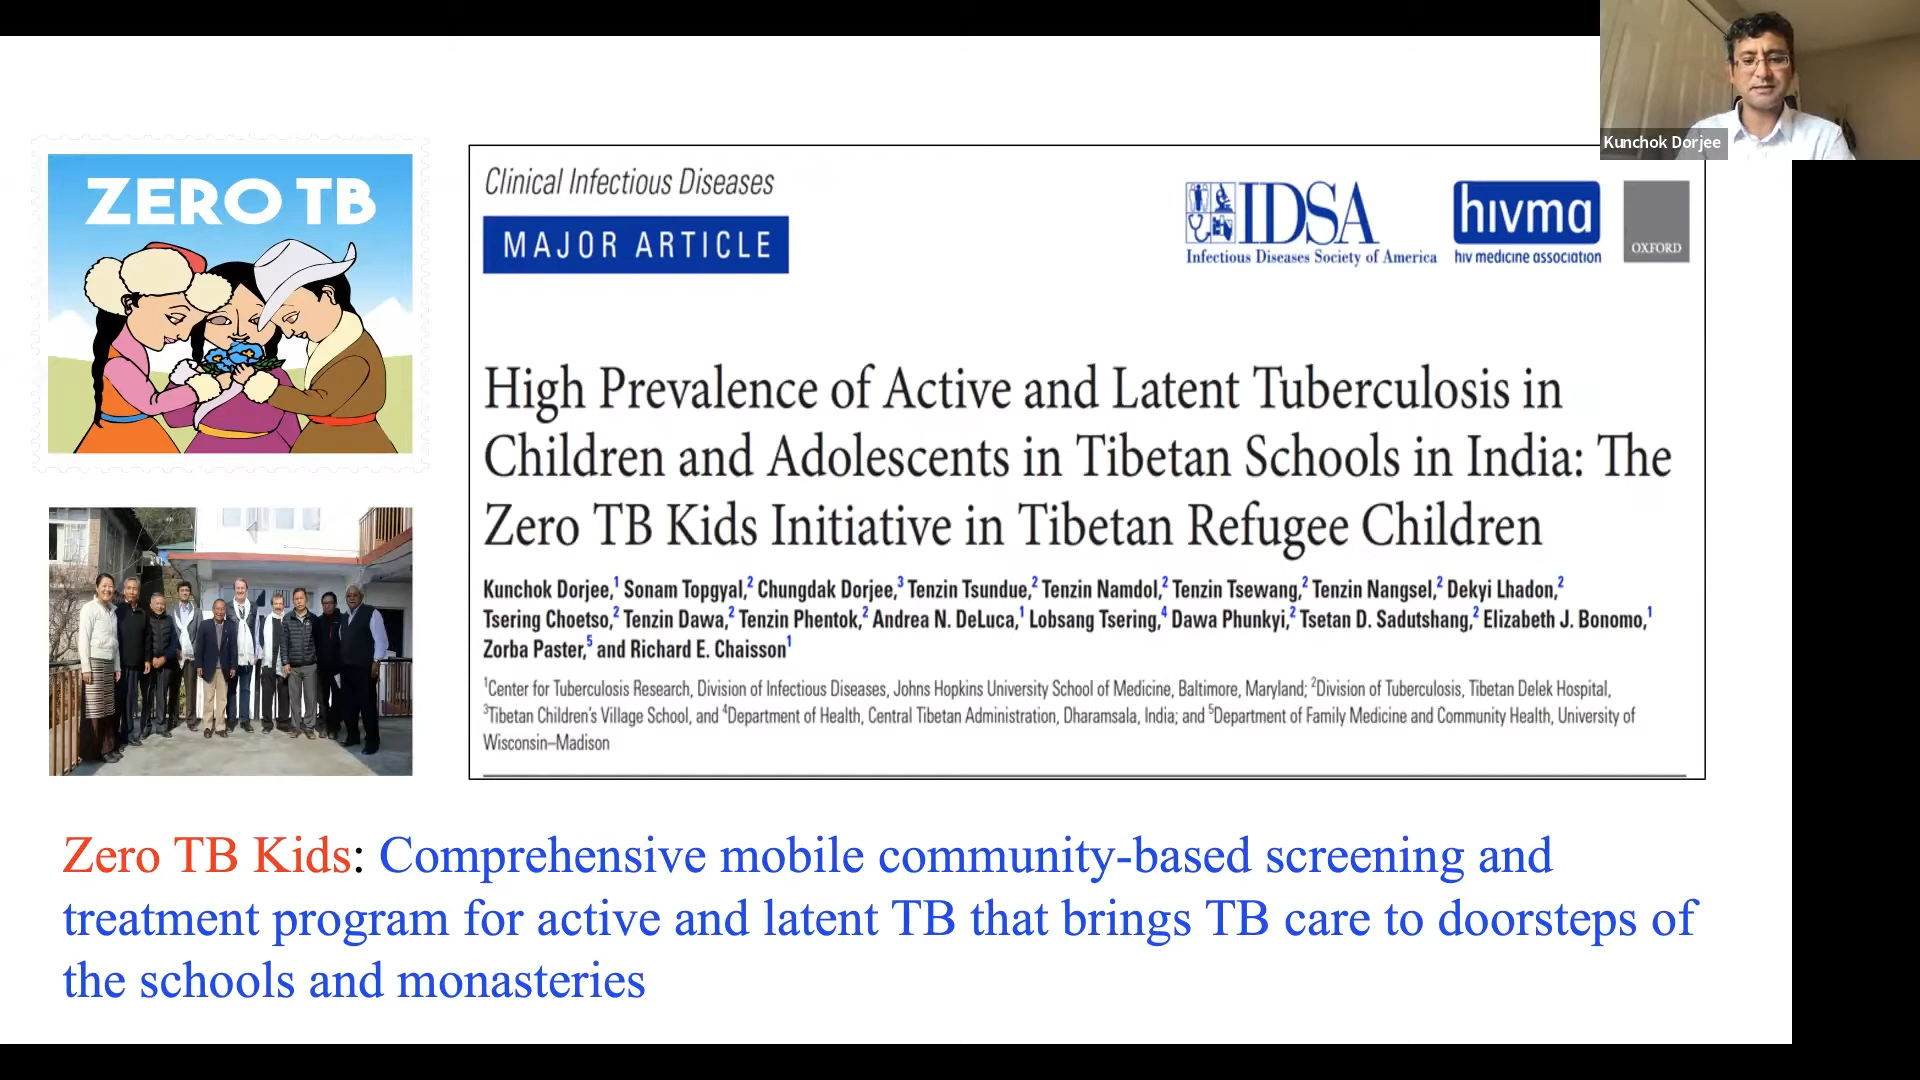 Kunchok Dorjee
ZERO TB
Clinical Infectious Diseases
MAJOR ARTICLE
IDSA
Infectious Diseases Society of America
hivma
hiv medicine association
OXFORD
High Prevalence of Active and Latent Tuberculosis in
Children and Adolescents in Tibetan Schools in India: The
Zero TB Kids Initiative in Tibetan Refugee Children
Kunchok Dorjee,1 Sonam Topgyal,2 Chungdak Dorjee,3 Tenzin Tsundue,2 Tenzin Namdol,2 Tenzin Tsewang,2 Tenzin Nangsel,2 Dekyi Lhadon,2
Tsering Choetso,2 Tenzin Dawa,2 Tenzin Phentok,2 Andrea N. DeLuca,1 Lobsang Tsering,4 Dawa Phunkyi,2 Tsetan D. Sadutshang,2 Elizabeth J. Bonomo,1
Zorba Paster,5 and Richard E. Chaisson1
1Center for Tuberculosis Research, Division of Infectious Diseases, Johns Hopkins University School of Medicine, Baltimore, Maryland; 2Division of Tuberculosis, Tibetan Delek Hospital,
3Tibetan Children's Village School, and 4Department of Health, Central Tibetan Administration, Dharamsala, India; and 5Department of Family Medicine and Community Health, University of
Wisconsin–Madison
Zero TB Kids: Comprehensive mobile community-based screening and
treatment program for active and latent TB that brings TB care to doorsteps of
the schools and monasteries